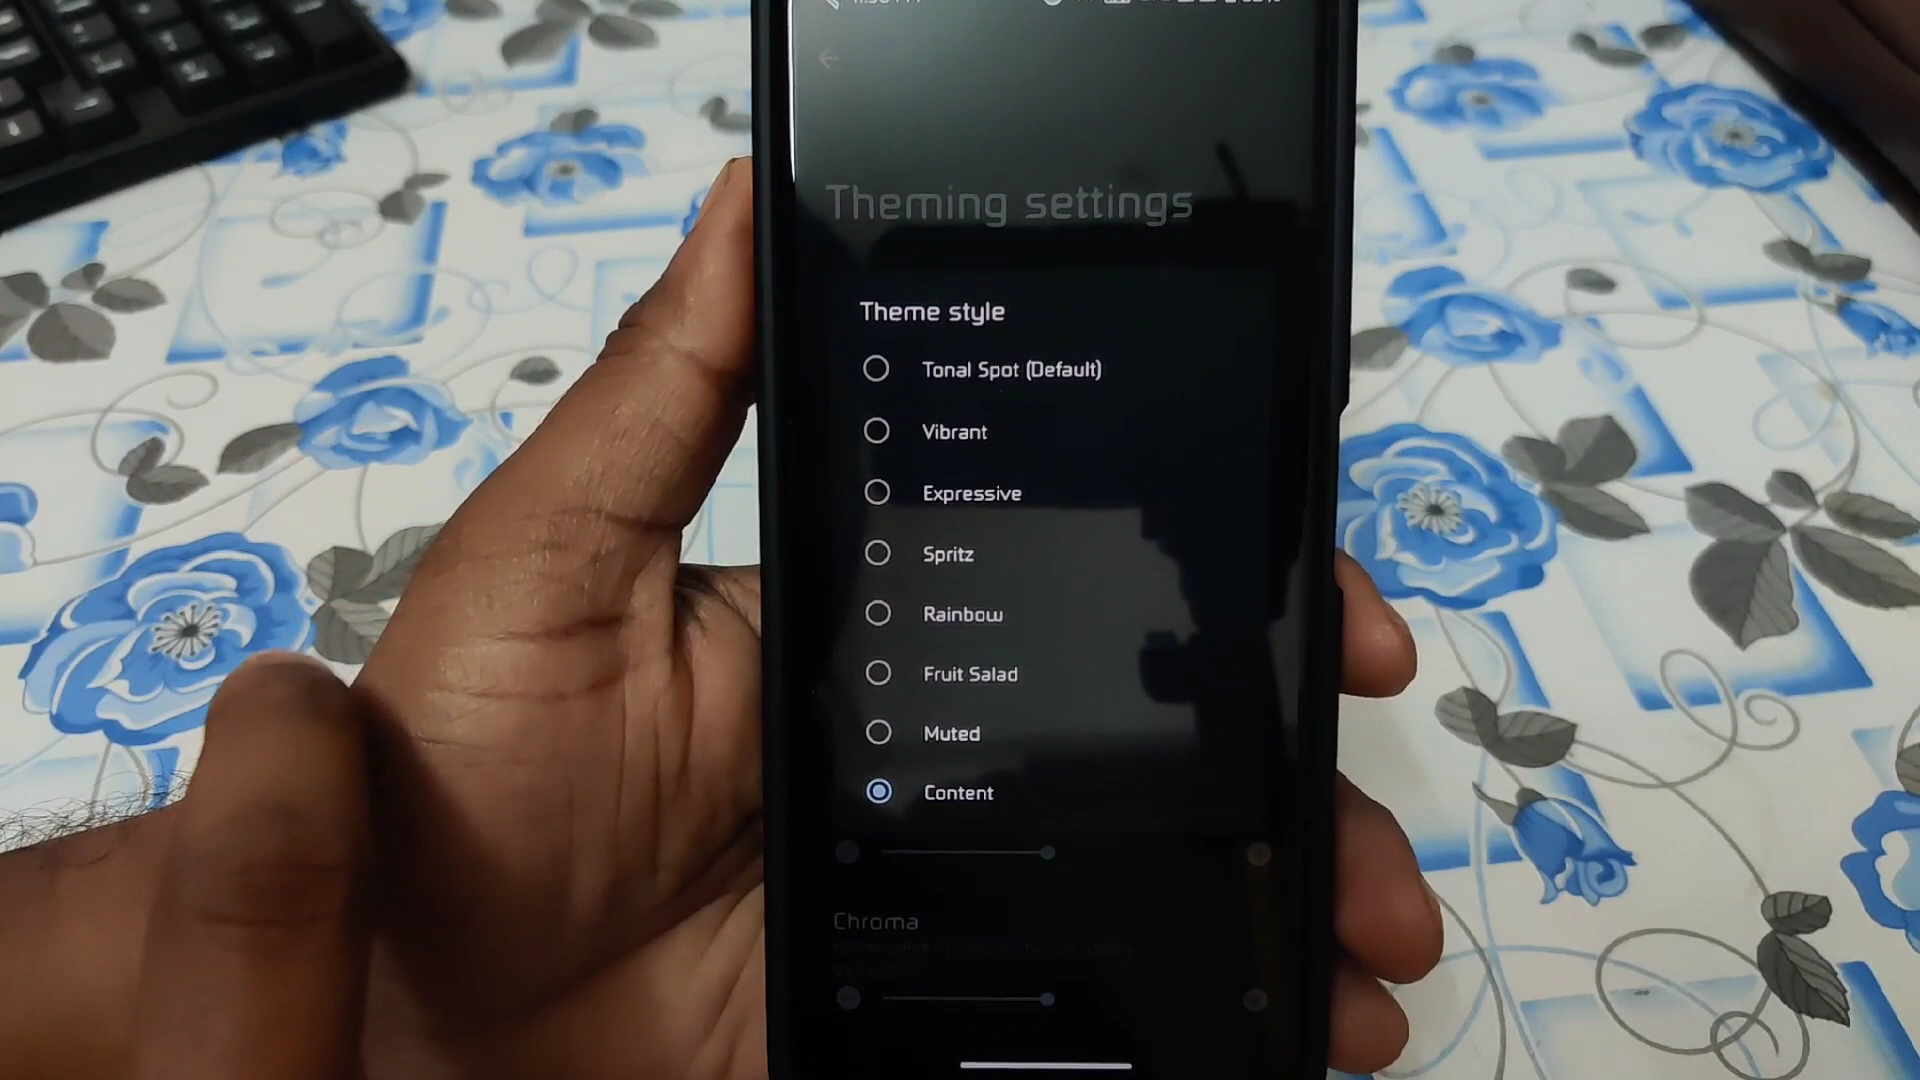 Theming settings
Theme style
Tonal Spot (Default)
Vibrant
Expressive
Spritz
Rainbow
Fruit Salad
Muted
Content
Chroma